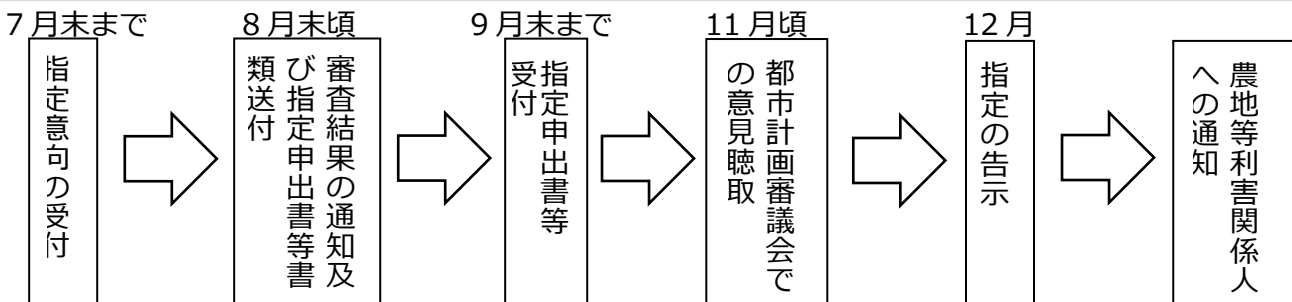 ７月末まで
指定意向の受付
８月末頃
審査結果の通知及
び指定申出書等書
類送付
９月末まで
指定申出書等
受付
11 月頃
都市計画審議会で
の意見聴取
12 月
指定の告示
農地等利害関係人
への通知